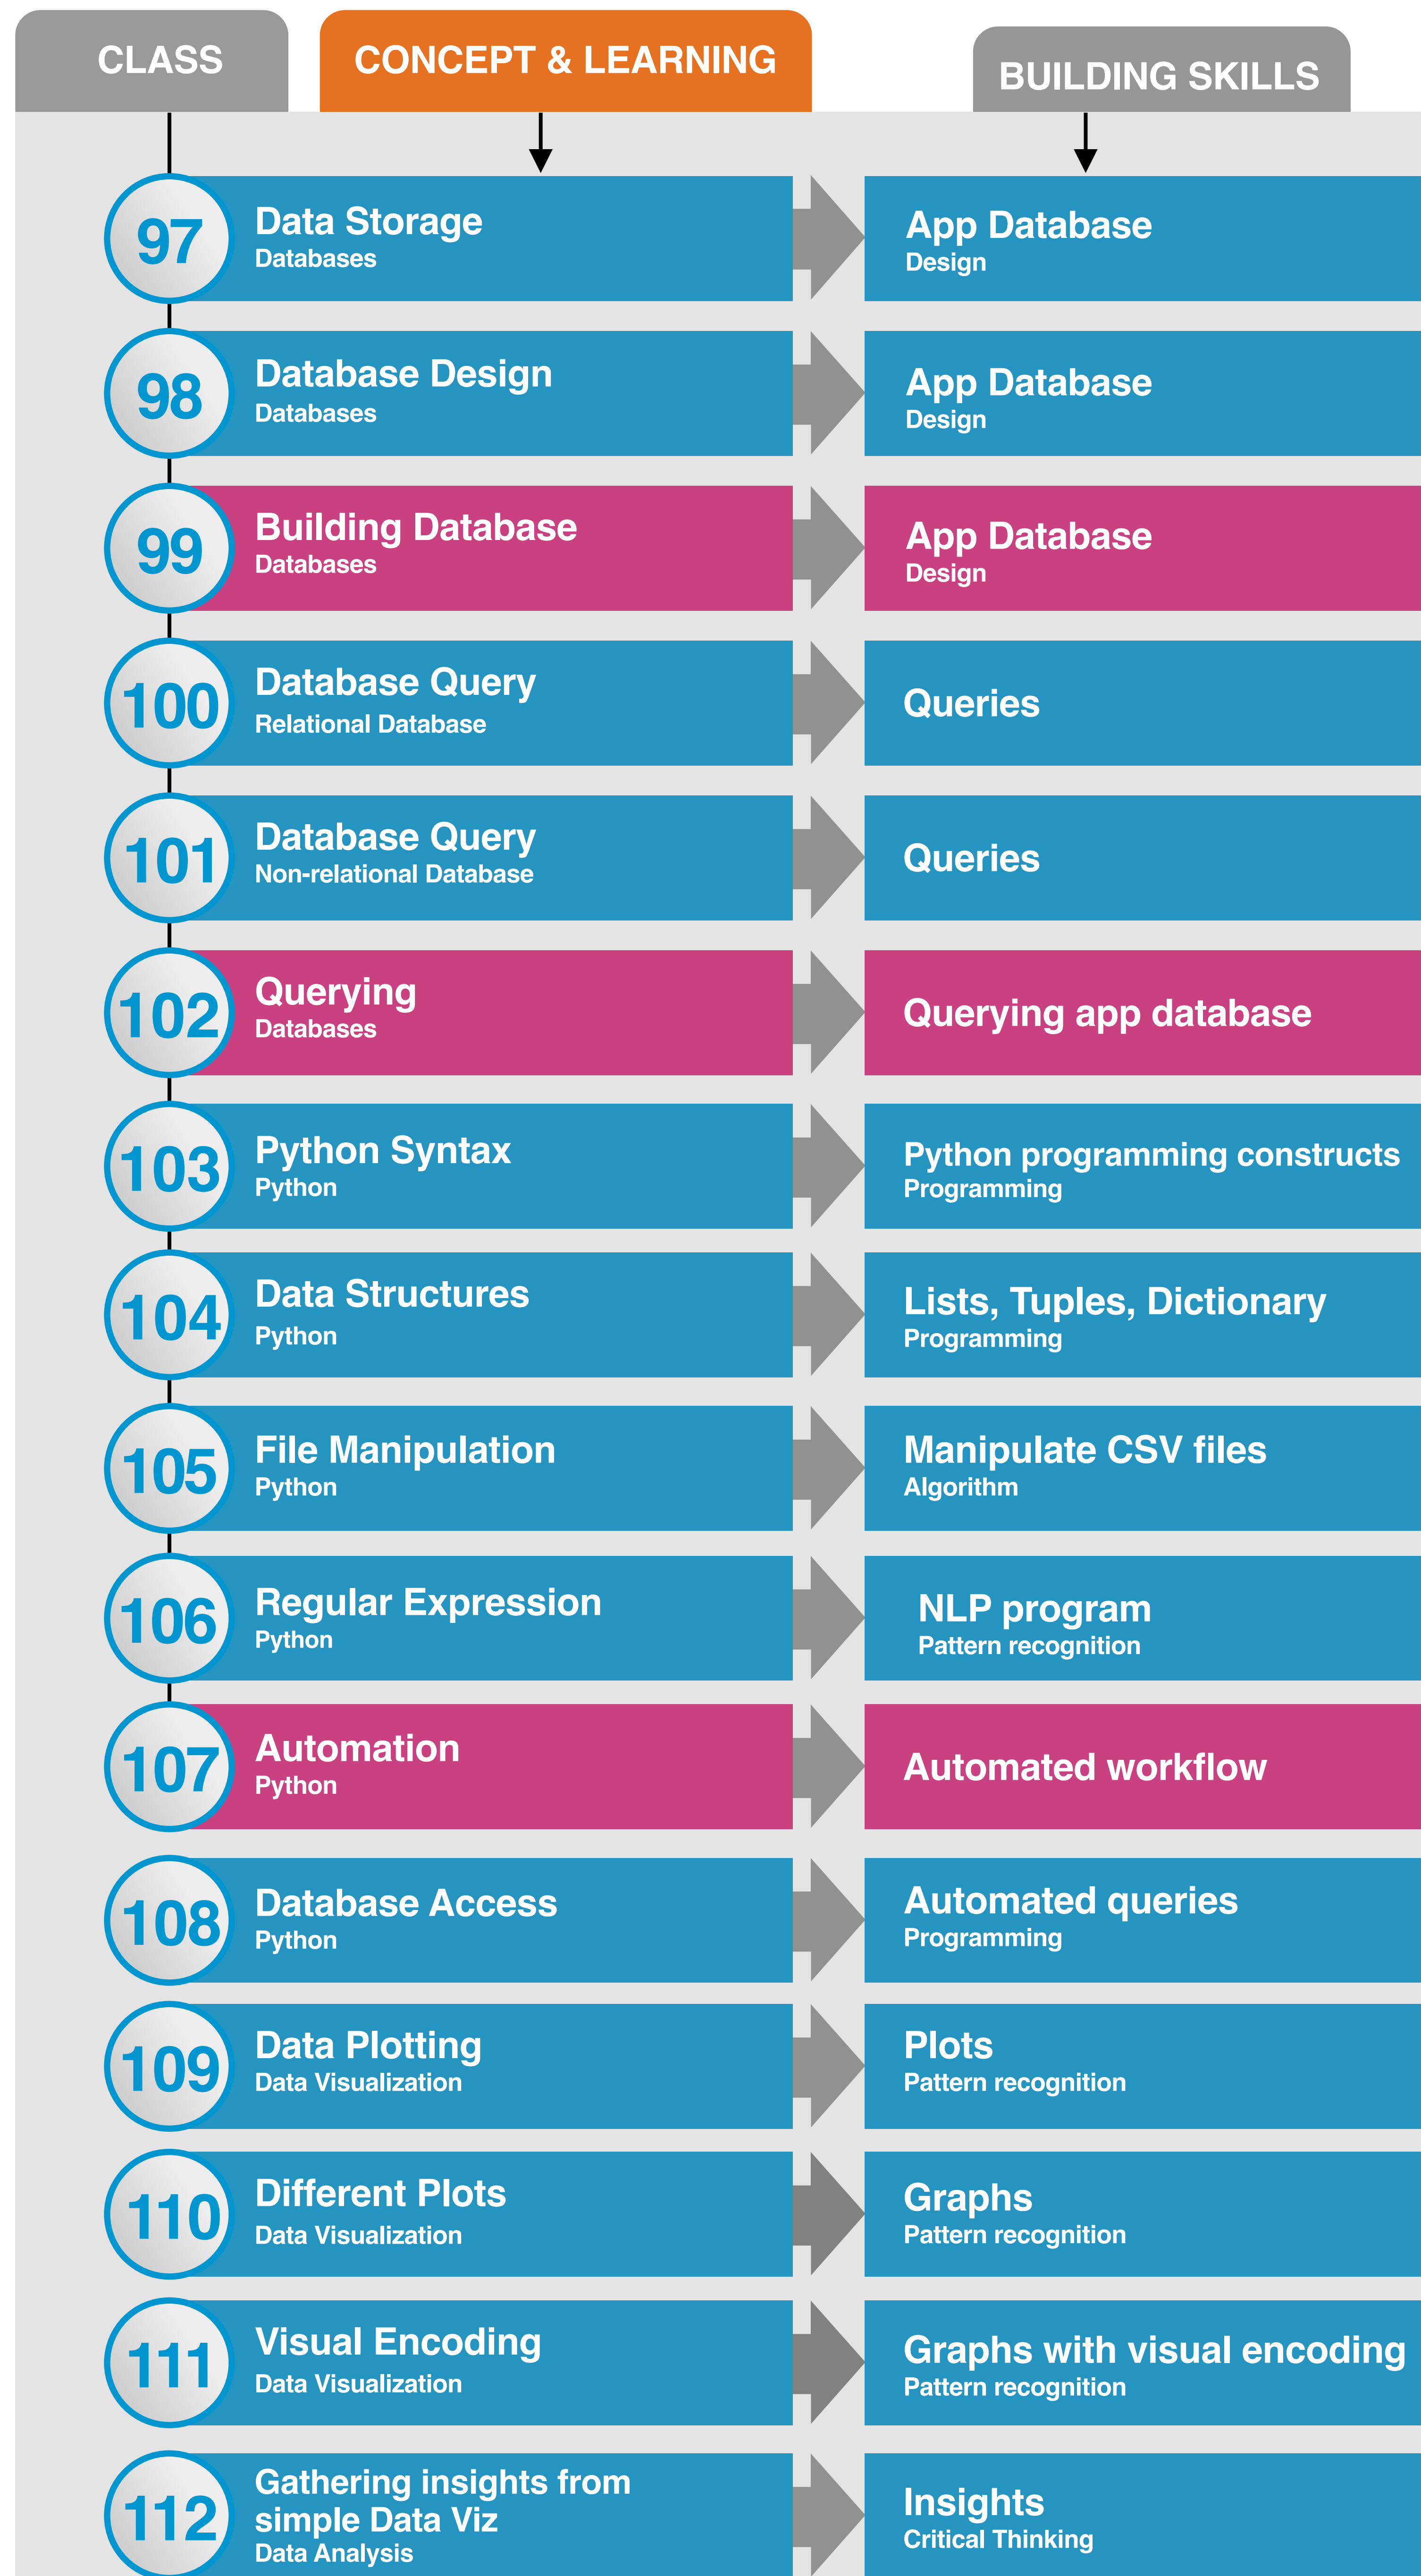 CLASS
CONCEPT & LEARNING
BUILDING SKILLS
97
Data Storage
Databases
App Database
Design
98
Database Design
Databases
App Database
Design
99
Building Database
Databases
App Database
Design
100
Database Query
Relational Database
Queries
101
Database Query
Non-relational Database
Queries
102
Querying
Databases
Querying app database
103
Python Syntax
Python
Python programming constructs
Programming
104
Data Structures
Python
Lists, Tuples, Dictionary
Programming
105
File Manipulation
Python
Manipulate CSV files
Algorithm
106
Regular Expression
Python
NLP program
Pattern recognition
107
Automation
Python
Automated workflow
108
Database Access
Python
Automated queries
Programming
109
Data Plotting
Data Visualization
Plots
Pattern recognition
110
Different Plots
Data Visualization
Graphs
Pattern recognition
111
Visual Encoding
Data Visualization
Graphs with visual encoding
Pattern recognition
112
Gathering insights from
simple Data Viz
Data Analysis
Insights
Critical Thinking